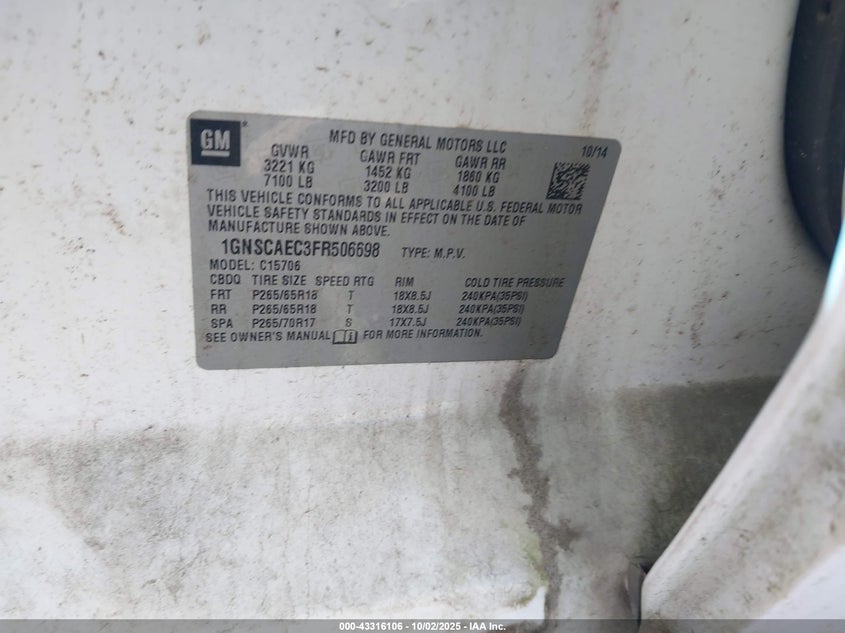 GM
MFD BY GENERAL MOTORS LLC
10/14
GVWR GAWR FRT GAWR RR
3221 KG 1452 KG 1860 KG
7100 LB 3200 LB 4100 LB
THIS VEHICLE CONFORMS TO ALL APPLICABLE U.S. FEDERAL MOTOR
VEHICLE SAFETY STANDARDS IN EFFECT ON THE DATE OF
MANUFACTURE SHOWN ABOVE.
1GNSCAEC3FR506698 TYPE: M.P.V.
MODEL: C15706
CBDQ TIRE SIZE SPEED RTG RIM COLD TIRE PRESSURE
FRT P265/65R18 T 18X8.5J 240KPA(35PSI)
RR P265/65R18 T 18X8.5J 240KPA(35PSI)
SPA P265/70R17 S 17X7.5J 240KPA(35PSI)
SEE OWNER'S MANUAL FOR MORE INFORMATION.
000-43316106 - 10/02/2025 - IAA Inc.